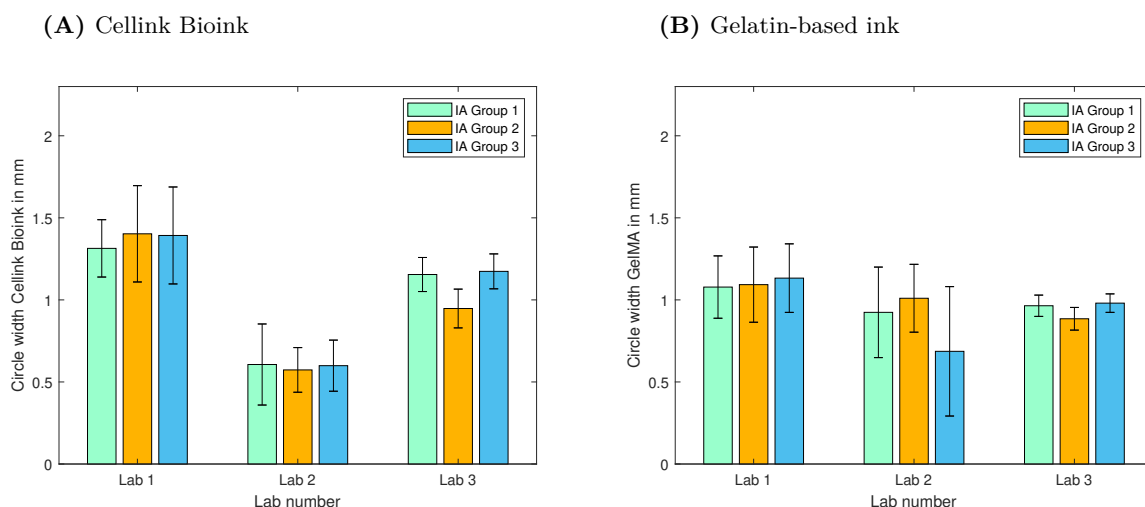 (A) Cellink Bioink
Circle width Cellink Bioink in mm
2
1.5
1
0.5
0
IA Group 1
IA Group 2
IA Group 3
Lab 1
Lab 2
Lab 3
Lab number
(B) Gelatin-based ink
Circle width GelMA in mm
2
1.5
1
0.5
0
IA Group 1
IA Group 2
IA Group 3
Lab 1
Lab 2
Lab 3
Lab number